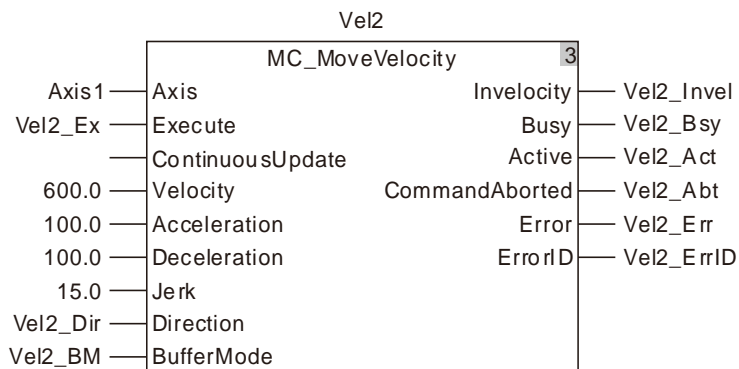 Vel2
MC_MoveVelocity 3
Axis1 Axis Invelocity Vel2_Invel
Vel2_Ex Execute Busy Vel2_Bsy
ContinuousUpdate Active Vel2_Act
600.0 Velocity CommandAborted Vel2_Abt
100.0 Acceleration Error Vel2_Err
100.0 Deceleration ErrorID Vel2_ErrID
15.0 Jerk
Vel2_Dir Direction
Vel2_BM BufferMode